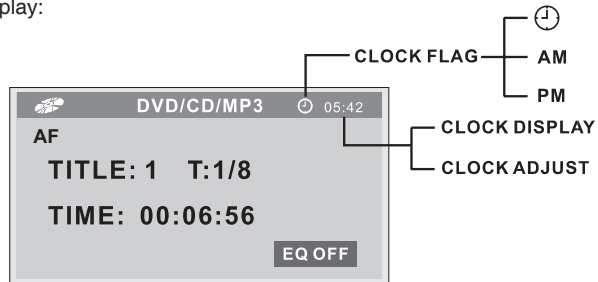 play:
CLOCK FLAG
AM
PM
DVD/CD/MP3 05:42
CLOCK DISPLAY
CLOCK ADJUST
AF
TITLE: 1 T:1/8
TIME: 00:06:56
EQ OFF